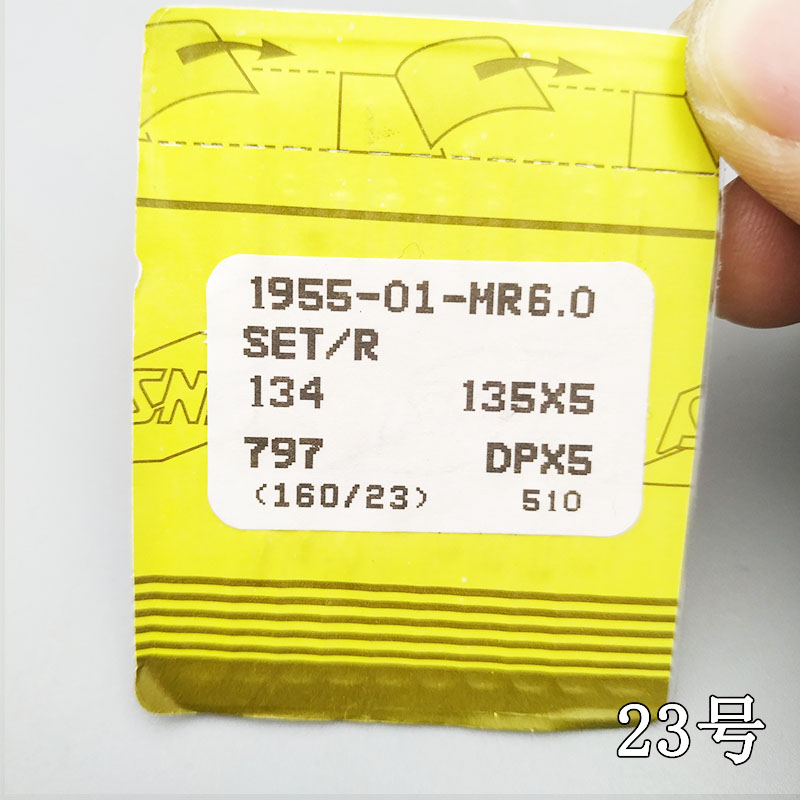 1955-01-MR6.0
SET/R
134 135X5
797 DPX5
(160/23) 510
23号